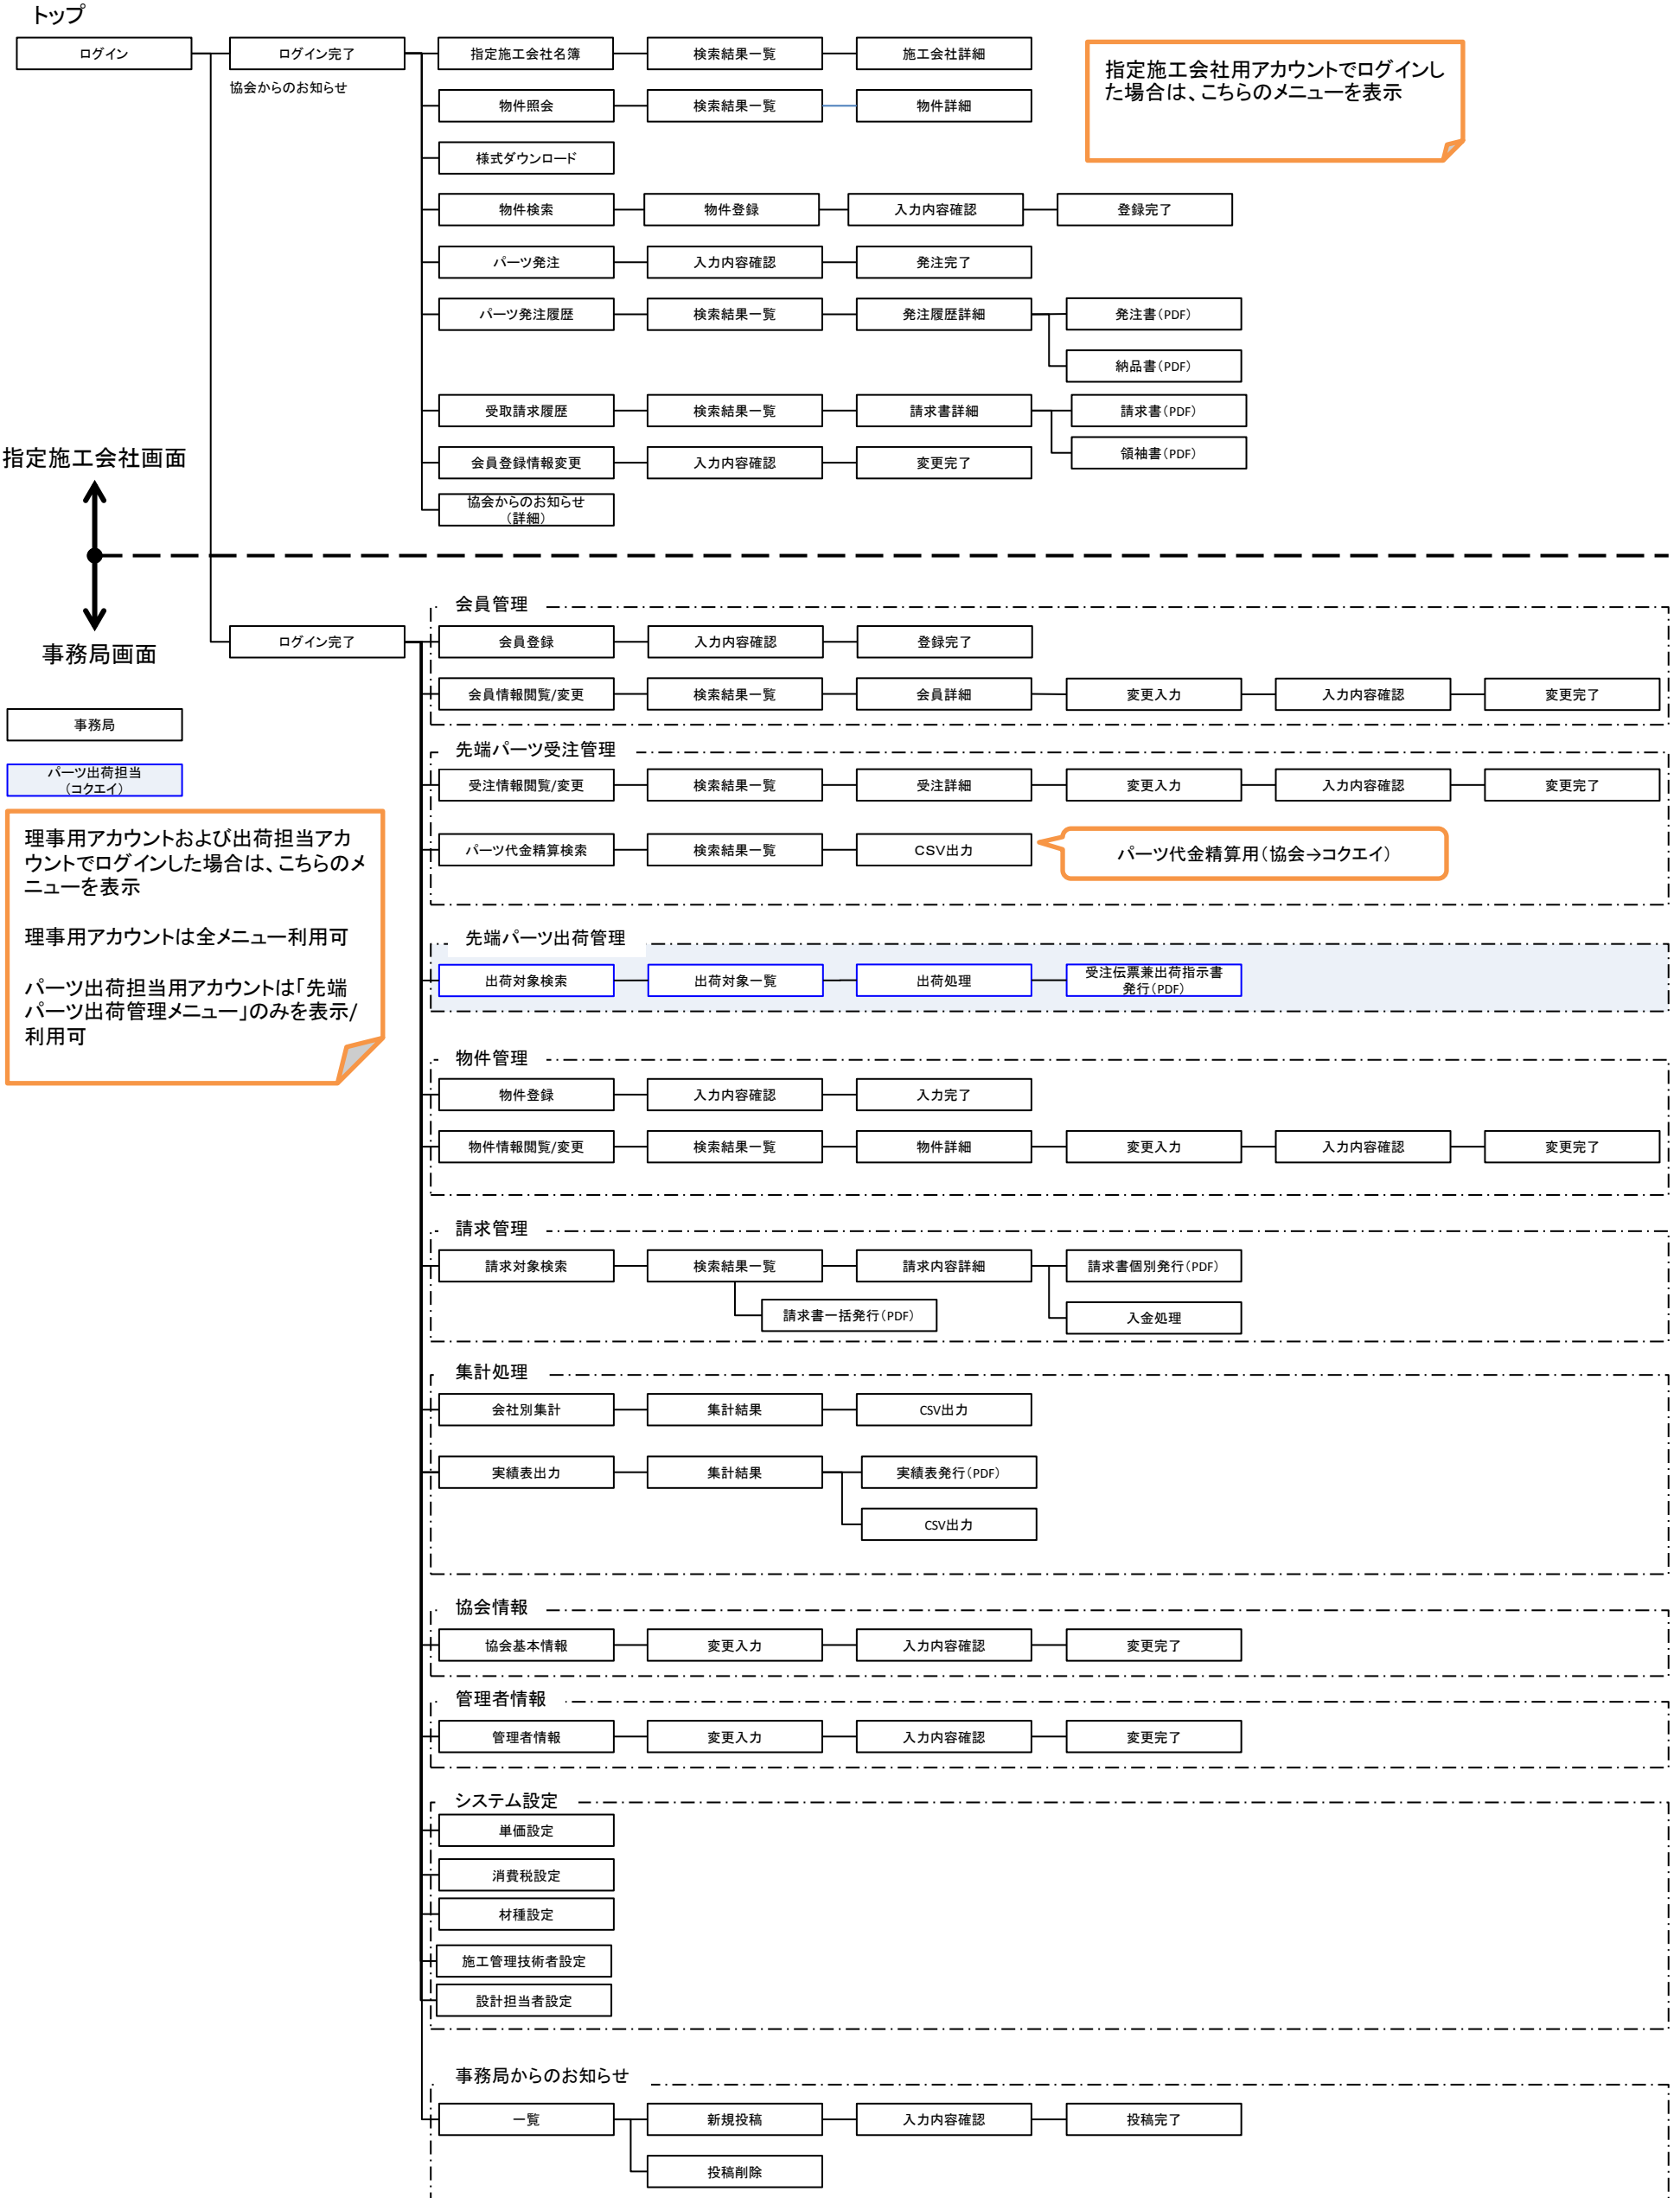 トップ
ログイン
ログイン完了
指定施工会社名簿
検索結果一覧
施工会社詳細
指定施工会社用アカウントでログインし
た場合は、こちらのメニューを表示
協会からのお知らせ
物件照会
検索結果一覧
物件詳細
様式ダウンロード
物件検索
物件登録
入力内容確認
登録完了
パーツ発注
入力内容確認
発注完了
パーツ発注履歴
検索結果一覧
発注履歴詳細
発注書（PDF）
納品書（PDF）
受取請求履歴
検索結果一覧
請求書詳細
請求書（PDF）
領袖書（PDF）
会員登録情報変更
入力内容確認
変更完了
協会からのお知らせ
（詳細）
指定施工会社画面
事務局画面
ログイン完了
会員管理
会員登録
入力内容確認
登録完了
会員情報閲覧/変更
検索結果一覧
会員詳細
変更入力
入力内容確認
変更完了
事務局
パーツ出荷担当
（コクエイ）
理事用アカウントおよび出荷担当アカ
ウントでログインした場合は、こちらのメ
ニューを表示
理事用アカウントは全メニュー利用可
パーツ出荷担当用アカウントは「先端
パーツ出荷管理メニュー」のみを表示/
利用可
先端パーツ受注管理
受注情報閲覧/変更
検索結果一覧
受注詳細
変更入力
入力内容確認
変更完了
パーツ代金精算検索
検索結果一覧
CSV出力
パーツ代金精算用（協会→コクエイ）
先端パーツ出荷管理
出荷対象検索
出荷対象一覧
出荷処理
受注伝票兼出荷指示書
発行（PDF）
物件管理
物件登録
入力内容確認
入力完了
物件情報閲覧/変更
検索結果一覧
物件詳細
変更入力
入力内容確認
変更完了
請求管理
請求対象検索
検索結果一覧
請求内容詳細
請求書個別発行（PDF）
請求書一括発行（PDF）
入金処理
集計処理
会社別集計
集計結果
CSV出力
実績表出力
集計結果
実績表発行（PDF）
CSV出力
協会情報
協会基本情報
変更入力
入力内容確認
変更完了
管理者情報
管理者情報
変更入力
入力内容確認
変更完了
システム設定
単価設定
消費税設定
材種設定
施工管理技術者設定
設計担当者設定
事務局からのお知らせ
一覧
新規投稿
入力内容確認
投稿完了
投稿削除